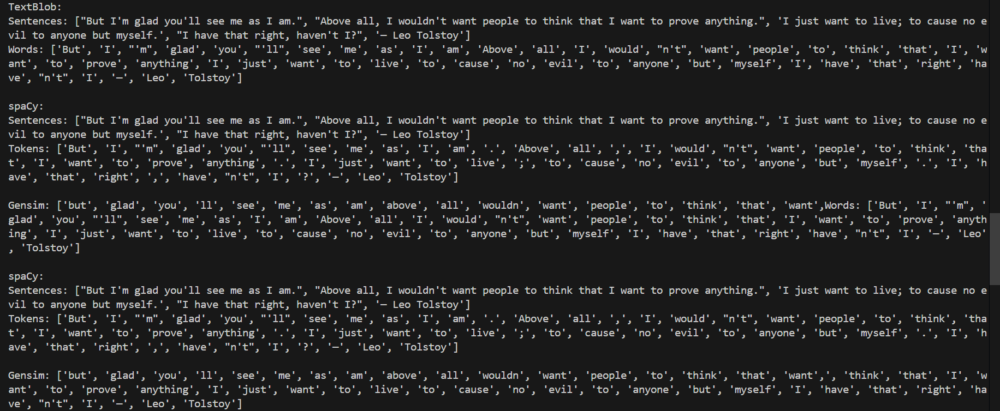 TextBlob:
Sentences: ["But I'm glad you'll see me as I am.", "Above all, I wouldn't want people to think that I want to prove anything.", 'I just want to live; to cause no e
vil to anyone but myself.', "I have that right, haven't I?", '— Leo Tolstoy']
Words: ['But', 'I', "'m", 'glad', 'you', "'ll", 'see', 'me', 'as', 'I', 'am', 'Above', 'all', 'I', 'would', "n't", 'want', 'people', 'to', 'think', 'that', 'I', 'w
ant', 'to', 'prove', 'anything', 'I', 'just', 'want', 'to', 'live', 'to', 'cause', 'no', 'evil', 'to', 'anyone', 'but', 'myself', 'I', 'have', 'that', 'right', 'ha
ve', "n't", 'I', '—', 'Leo', 'Tolstoy']
spaCy:
Sentences: ["But I'm glad you'll see me as I am.", "Above all, I wouldn't want people to think that I want to prove anything.", 'I just want to live; to cause no e
vil to anyone but myself.', "I have that right, haven't I?", '— Leo Tolstoy']
Tokens: ['But', 'I', "'m", 'glad', 'you', "'ll", 'see', 'me', 'as', 'I', 'am', '.', 'Above', 'all', ',', 'I', 'would', "n't", 'want', 'people', 'to', 'think', 'tha
t', 'I', 'want', 'to', 'prove', 'anything', '.', 'I', 'just', 'want', 'to', 'live', ';', 'to', 'cause', 'no', 'evil', 'to', 'anyone', 'but', 'myself', '.', 'I', 'h
ave', 'that', 'right', ',', 'have', "n't", 'I', '?', '—', 'Leo', 'Tolstoy']
Gensim: ['but', 'glad', 'you', 'll', 'see', 'me', 'as', 'am', 'above', 'all', 'wouldn', 'want', 'people', 'to', 'think', 'that', 'want',Words: ['But', 'I', "'m", '
glad', 'you', "'ll", 'see', 'me', 'as', 'I', 'am', 'Above', 'all', 'I', 'would', "n't", 'want', 'people', 'to', 'think', 'that', 'I', 'want', 'to', 'prove', 'anyth
ing', 'I', 'just', 'want', 'to', 'live', 'to', 'cause', 'no', 'evil', 'to', 'anyone', 'but', 'myself', 'I', 'have', 'that', 'right', 'have', "n't", 'I', '—', 'Leo'
, 'Tolstoy']
spaCy:
Sentences: ["But I'm glad you'll see me as I am.", "Above all, I wouldn't want people to think that I want to prove anything.", 'I just want to live; to cause no e
vil to anyone but myself.', "I have that right, haven't I?", '— Leo Tolstoy']
Tokens: ['But', 'I', "'m", 'glad', 'you', "'ll", 'see', 'me', 'as', 'I', 'am', '.', 'Above', 'all', ',', 'I', 'would', "n't", 'want', 'people', 'to', 'think', 'tha
t', 'I', 'want', 'to', 'prove', 'anything', '.', 'I', 'just', 'want', 'to', 'live', ';', 'to', 'cause', 'no', 'evil', 'to', 'anyone', 'but', 'myself', '.', 'I', 'h
ave', 'that', 'right', ',', 'have', "n't", 'I', '?', '—', 'Leo', 'Tolstoy']
Gensim: ['but', 'glad', 'you', 'll', 'see', 'me', 'as', 'am', 'above', 'all', 'wouldn', 'want', 'people', 'to', 'think', 'that', 'want',', 'think', 'that', 'I', 'w
ant', 'to', 'prove', 'anything', 'I', 'just', 'want', 'to', 'live', 'to', 'cause', 'no', 'evil', 'to', 'anyone', 'but', 'myself', 'I', 'have', 'that', 'right', 'ha
ve', "n't", 'I', '—', 'Leo', 'Tolstoy']